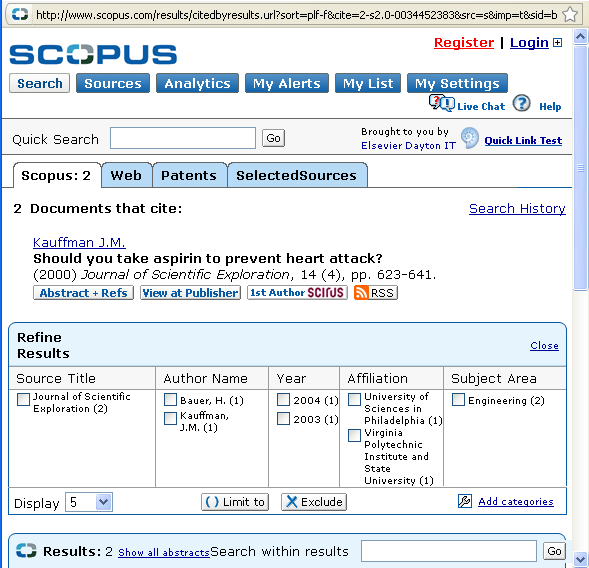 http://www.scopus.com/results/citedbyresults.url?sort=plf-f&cite=2-s2.0-0034452383&src=s&imp=t&sid=b
SCOPUS
Register | Login
Search Sources Analytics My Alerts My List My Settings
Live Chat ? Help
Quick Search Go
Brought to you by
Elsevier Dayton IT
Quick Link Test
Scopus: 2 Web Patents SelectedSources
2 Documents that cite:
Search History
Kauffman J.M.
Should you take aspirin to prevent heart attack?
(2000) Journal of Scientific Exploration, 14 (4), pp. 623-641.
Abstract + Refs View at Publisher 1st Author SCIRUS RSS
Refine
Results
Close
Source Title Author Name Year Affiliation Subject Area
Journal of Scientific
Exploration (2)
Bauer, H. (1)
Kauffman,
J.M. (1)
2004 (1)
2003 (1)
University of
Sciences in
Philadelphia (1)
Virginia
Polytechnic
Institute and
State
University (1)
Engineering (2)
Display 5 Limit to Exclude Add categories
Results: 2 Show all abstracts Search within results Go